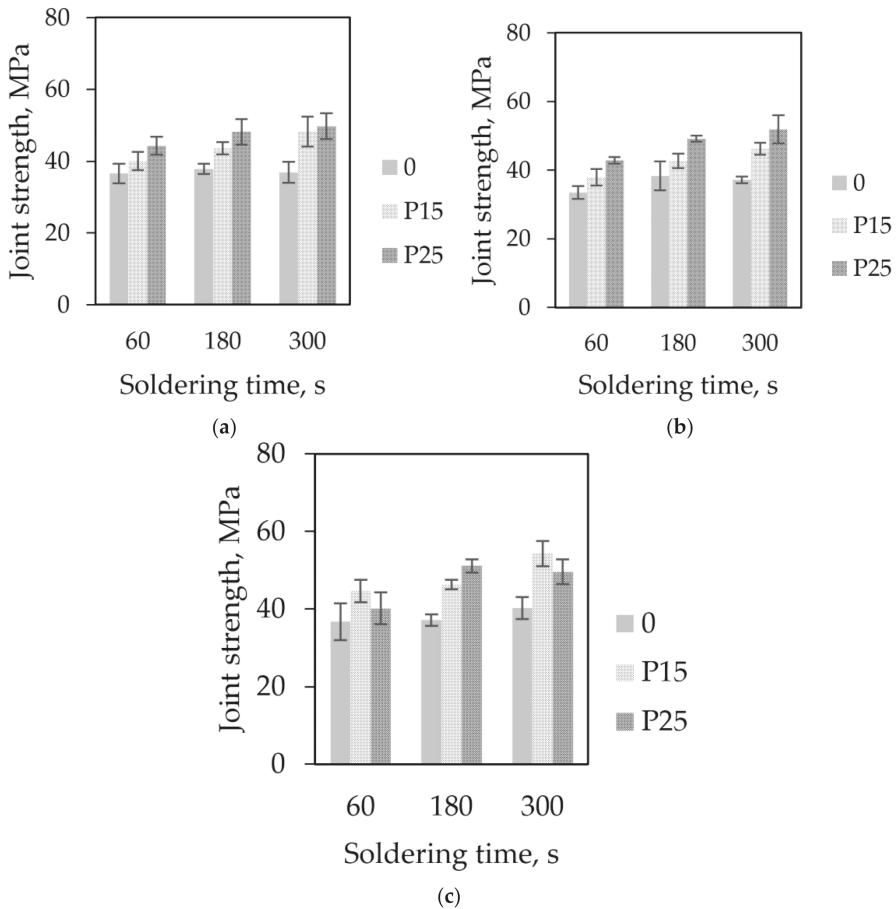 80
60
40
20
0
Joint strength, MPa
60 180 300
Soldering time, s
0
P15
P25
(a)
80
60
40
20
0
Joint strength, MPa
60 180 300
Soldering time, s
0
P15
P25
(b)
80
60
40
20
0
Joint strength, MPa
60 180 300
Soldering time, s
0
P15
P25
(c)